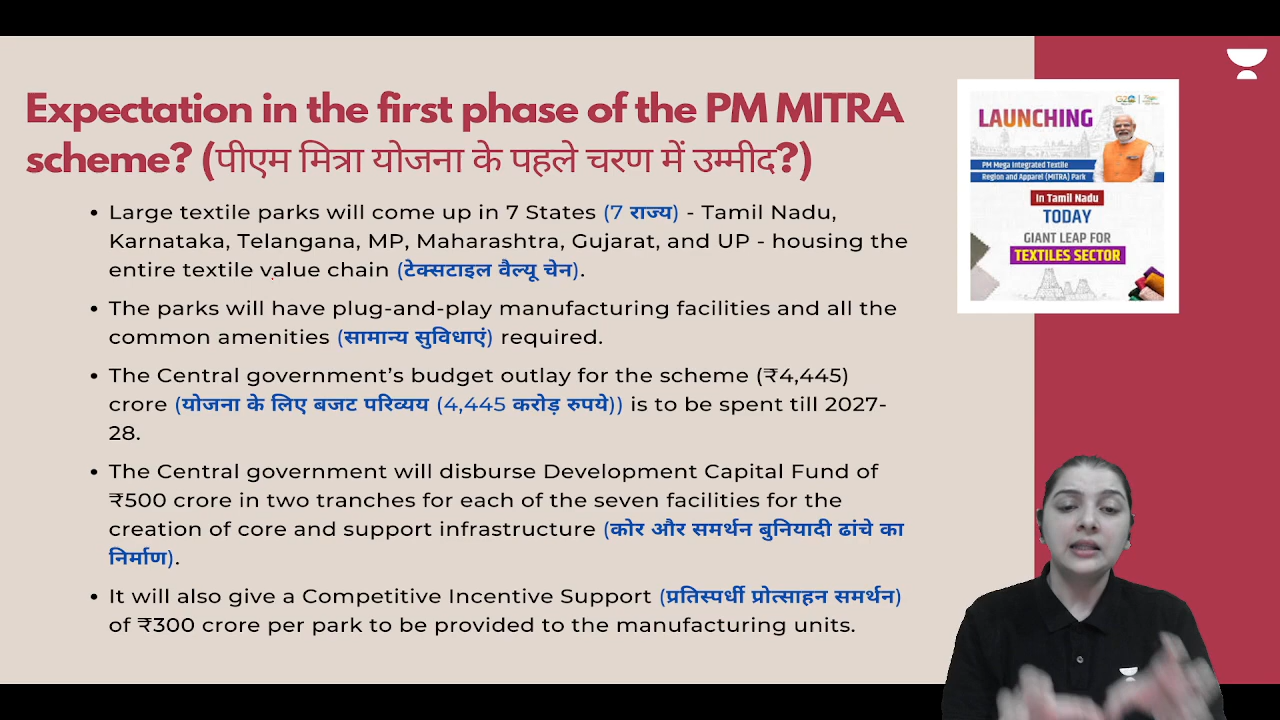 Expectation in the first phase of the PM MITRA
scheme? (पीएम मित्रा योजना के पहले चरण में उम्मीद?)
• Large textile parks will come up in 7 States (7 राज्य) - Tamil Nadu,
Karnataka, Telangana, MP, Maharashtra, Gujarat, and UP - housing the
entire textile value chain (टेक्सटाइल वैल्यू चेन).
• The parks will have plug-and-play manufacturing facilities and all the
common amenities (सामान्य सुविधाएं) required.
• The Central government's budget outlay for the scheme (₹4,445)
crore (योजना के लिए बजट परिव्यय (4,445 करोड़ रुपये)) is to be spent till 2027-
28.
• The Central government will disburse Development Capital Fund of
₹500 crore in two tranches for each of the seven facilities for the
creation of core and support infrastructure (कोर और समर्थन बुनियादी ढांचे का
निर्माण).
• It will also give a Competitive Incentive Support (प्रतिस्पर्धी प्रोत्साहन समर्थन)
of ₹300 crore per park to be provided to the manufacturing units.
LAUNCHING
PM Mega Integrated Textile
Region and Apparel (MITRA) Park
In Tamil Nadu
TODAY
GIANT LEAP FOR
TEXTILES SECTOR